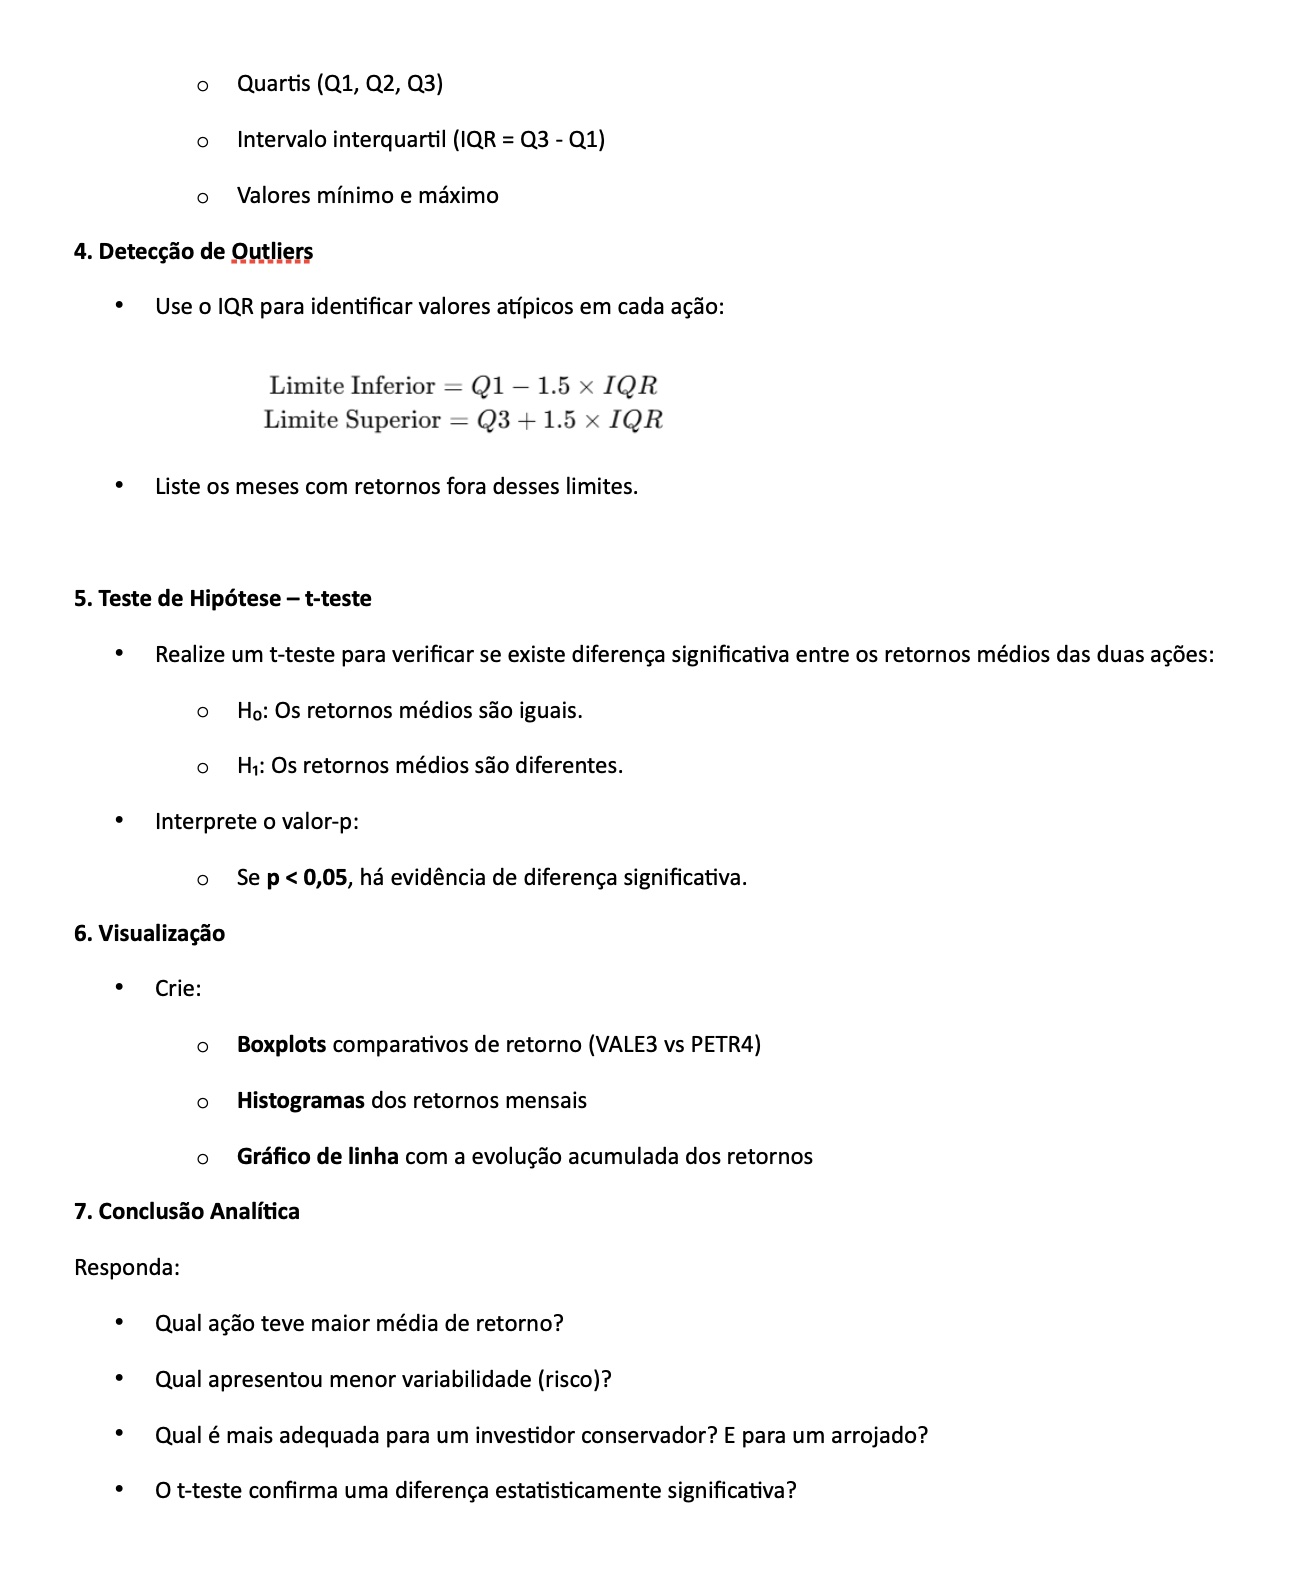 o Quartis (Q1, Q2, Q3)
o Intervalo interquartil (IQR = Q3 - Q1)
o Valores mínimo e máximo
4. Detecção de Outliers
• Use o IQR para identificar valores atípicos em cada ação:
Limite Inferior = Q1 − 1.5 × IQR
Limite Superior = Q3 + 1.5 × IQR
• Liste os meses com retornos fora desses limites.
5. Teste de Hipótese – t-teste
• Realize um t-teste para verificar se existe diferença significativa entre os retornos médios das duas ações:
o H₀: Os retornos médios são iguais.
o H₁: Os retornos médios são diferentes.
• Interprete o valor-p:
o Se p < 0,05, há evidência de diferença significativa.
6. Visualização
• Crie:
o Boxplots comparativos de retorno (VALE3 vs PETR4)
o Histogramas dos retornos mensais
o Gráfico de linha com a evolução acumulada dos retornos
7. Conclusão Analítica
Responda:
• Qual ação teve maior média de retorno?
• Qual apresentou menor variabilidade (risco)?
• Qual é mais adequada para um investidor conservador? E para um arrojado?
• O t-teste confirma uma diferença estatisticamente significativa?